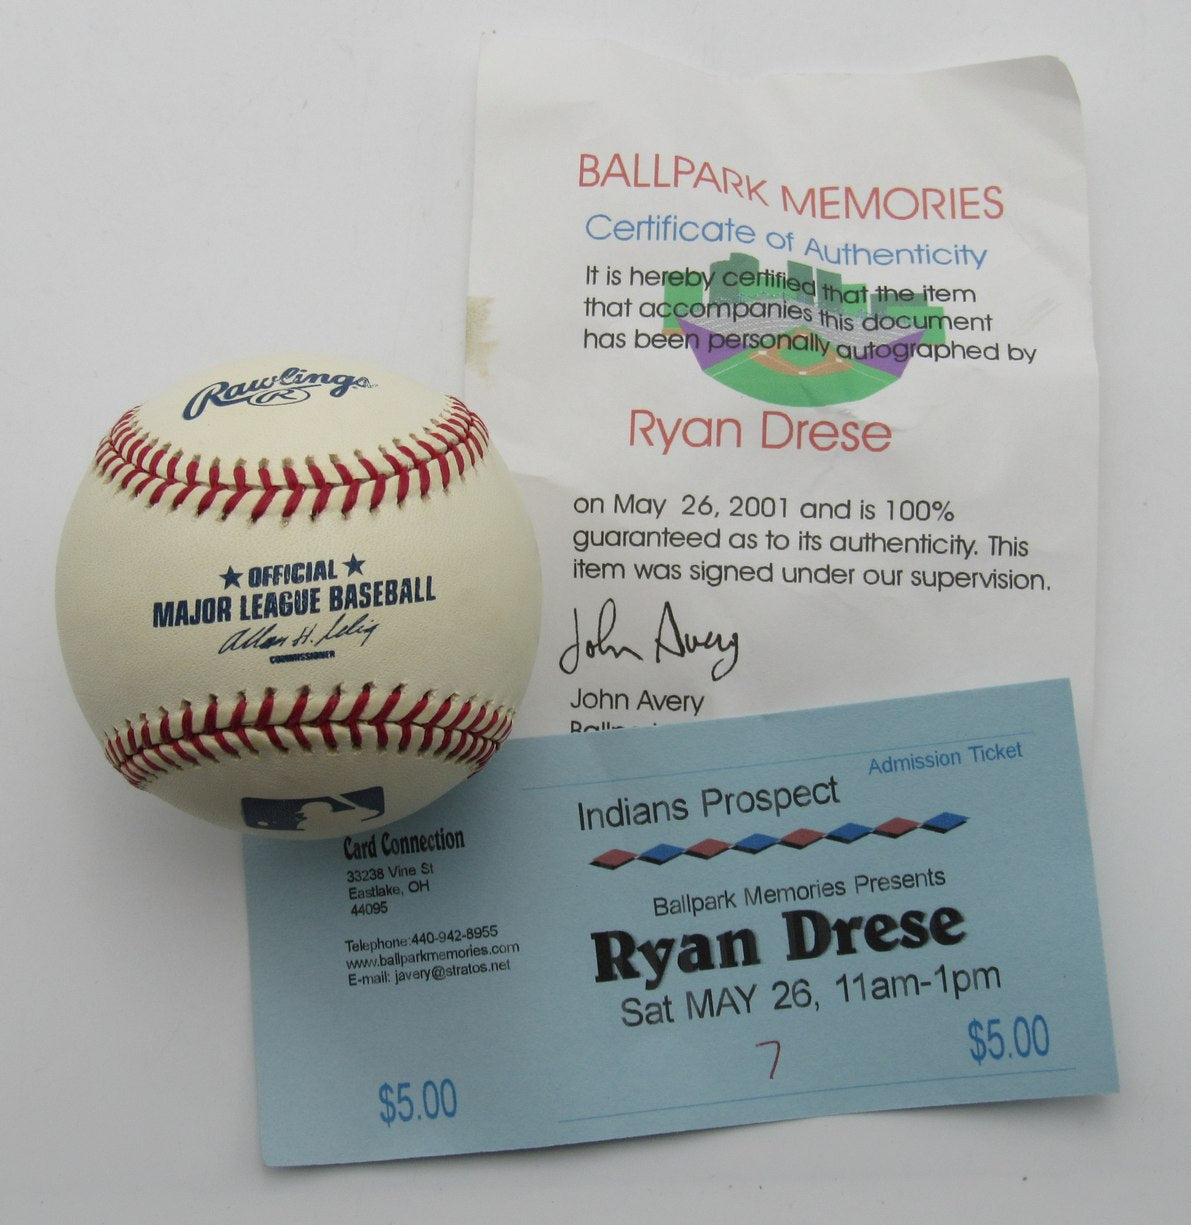 BALLPARK MEMORIES
Certificate of Authenticity
It is hereby certified that the item
that accompanies this document
has been personally autographed by
Ryan Drese
on May 26, 2001 and is 100%
guaranteed as to its authenticity. This
item was signed under our supervision.
John Avery
John Avery
Rawlings
R
OFFICIAL
MAJOR LEAGUE BASEBALL
Allan H. Selig
COMMISSIONER
Admission Ticket
Indians Prospect
Ballpark Memories Presents
Ryan Drese
Sat MAY 26, 11am-1pm
7
$5.00
Card Connection
33238 Vine St
Eastlake, OH
44095
Telephone:440-942-8955
www.ballparkmemories.com
E-mail: javery@stratos.net
$5.00